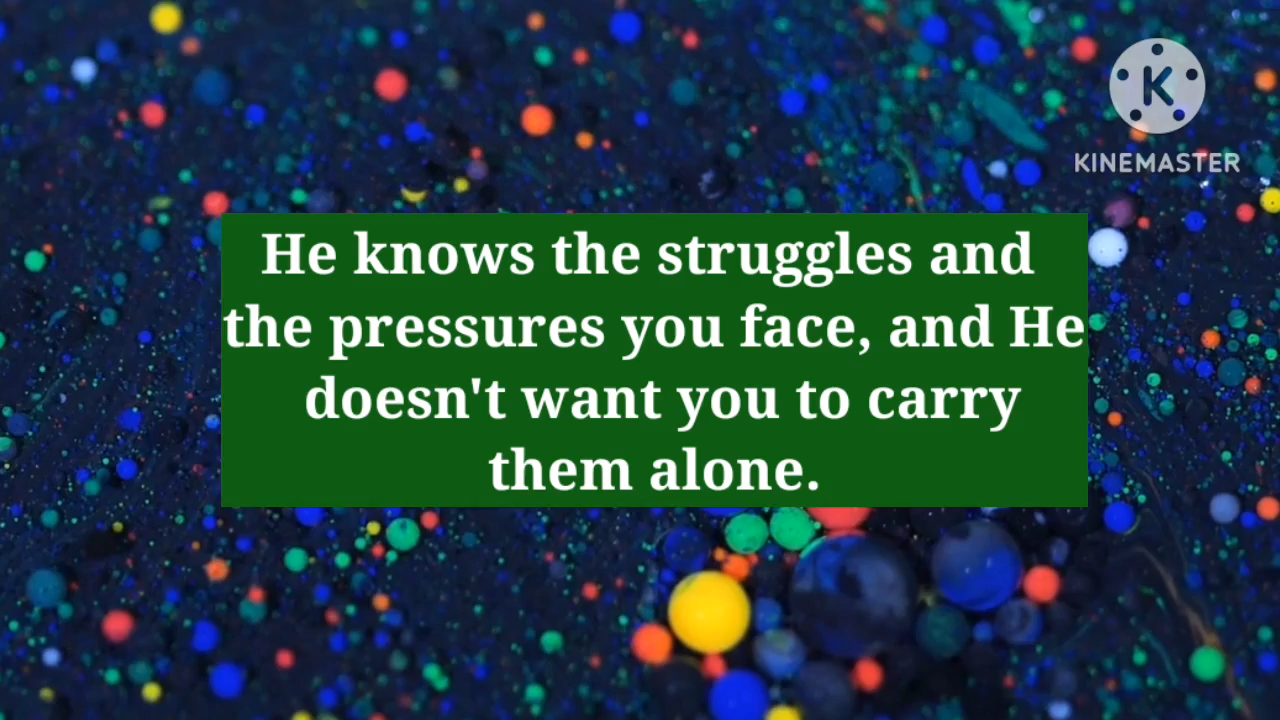 K
KINEMASTER
He knows the struggles and
the pressures you face, and He
doesn't want you to carry
them alone.